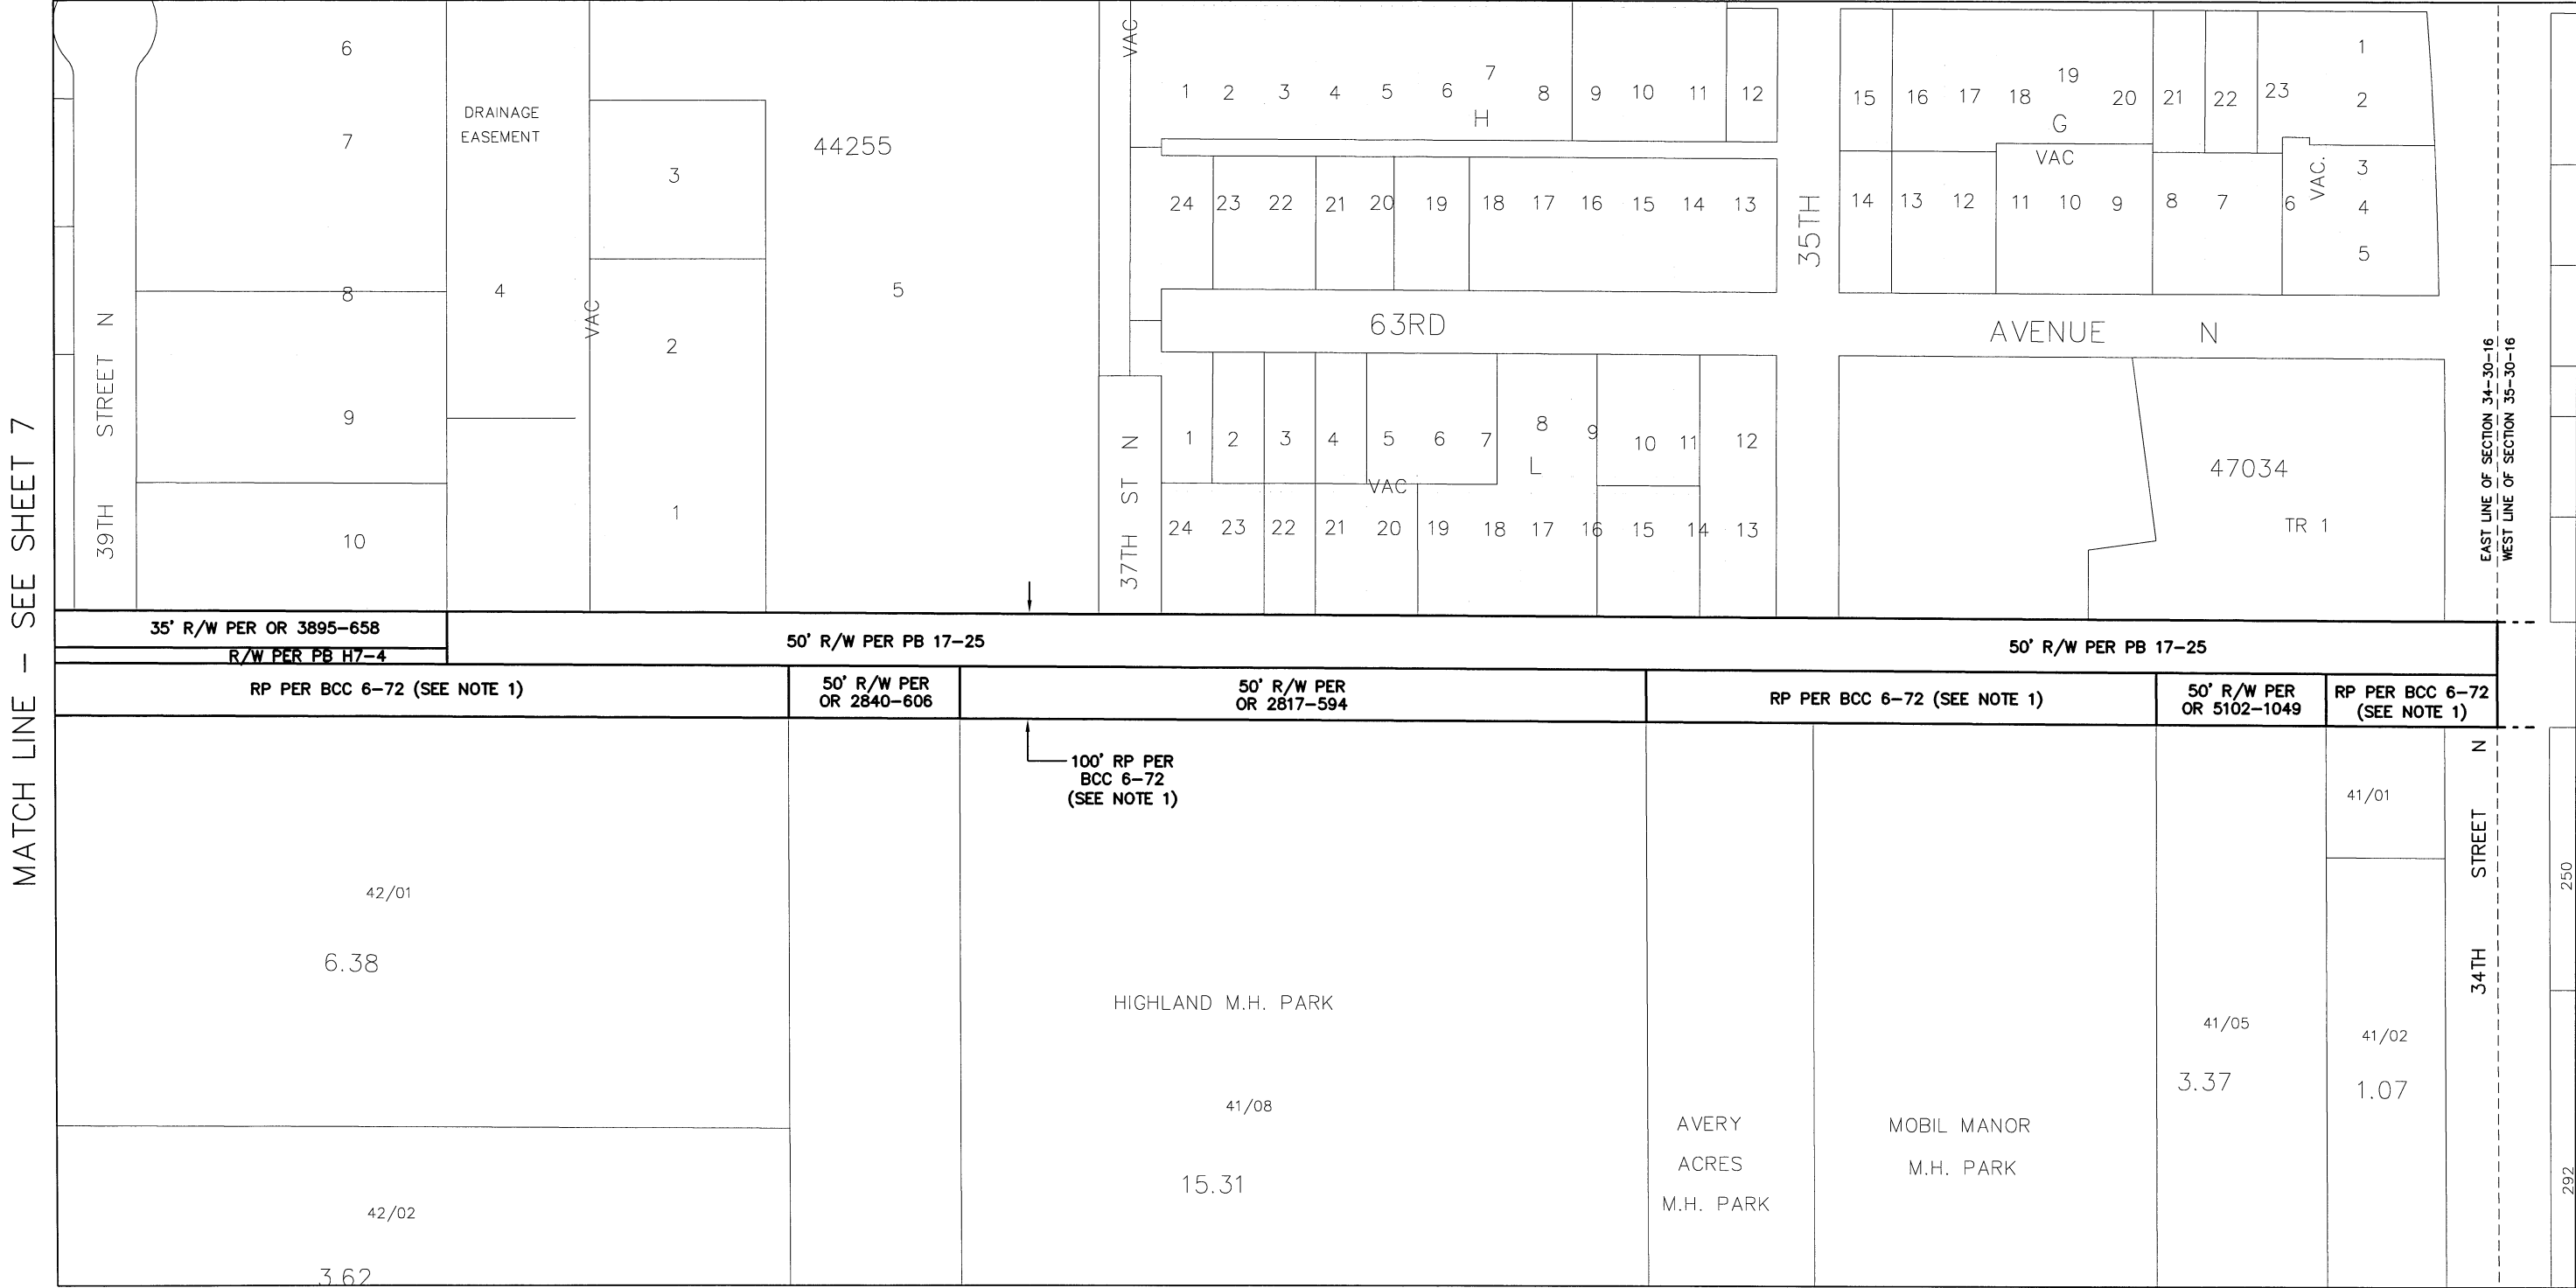 MATCH LINE – SEE SHEET 7
39TH STREET N
6
7
8
9
10
DRAINAGE
EASEMENT
4
VAC
3
2
1
44255
5
VAC
37TH ST N
1 2 3 4 5 6 7 8 9 10 11 12
H
24 23 22 21 20 19 18 17 16 15 14 13
63RD AVENUE N
1 2 3 4 5 6 7 8 9 10 11 12
L
VAC
24 23 22 21 20 19 18 17 16 15 14 13
35TH
15 16 17 18 19 20 21 22 23
G
VAC
14 13 12 11 10 9 8 7 6
VAC.
1
2
3
4
5
47034
TR 1
EAST LINE OF SECTION 34-30-16
WEST LINE OF SECTION 35-30-16
35' R/W PER OR 3895-658
R/W PER PB H7-4
50' R/W PER PB 17-25
50' R/W PER PB 17-25
RP PER BCC 6-72 (SEE NOTE 1)
50' R/W PER
OR 2840-606
50' R/W PER
OR 2817-594
RP PER BCC 6-72 (SEE NOTE 1)
50' R/W PER
OR 5102-1049
RP PER BCC 6-72
(SEE NOTE 1)
100' RP PER
BCC 6-72
(SEE NOTE 1)
42/01
6.38
42/02
3.62
HIGHLAND M.H. PARK
41/08
15.31
AVERY
ACRES
M.H. PARK
MOBIL MANOR
M.H. PARK
41/05
3.37
41/01
41/02
1.07
34TH STREET N
250
292